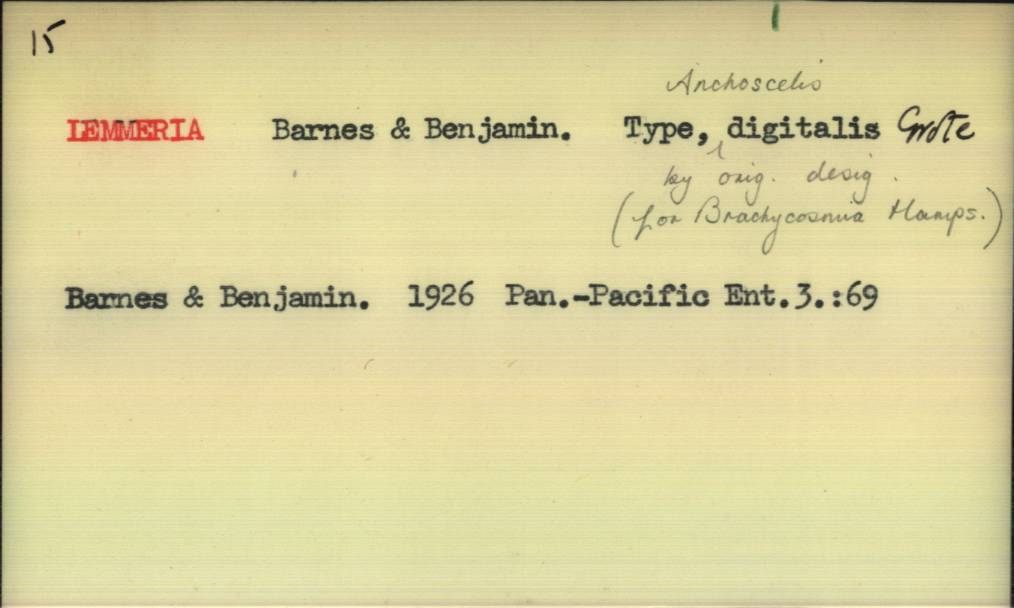 15
Anchoscelis
LEMMERIA Barnes & Benjamin. Type, digitalis Grote
by orig. desig.
(for Brachycosmia Hamps.)
Barnes & Benjamin. 1926 Pan.-Pacific Ent.3.:69